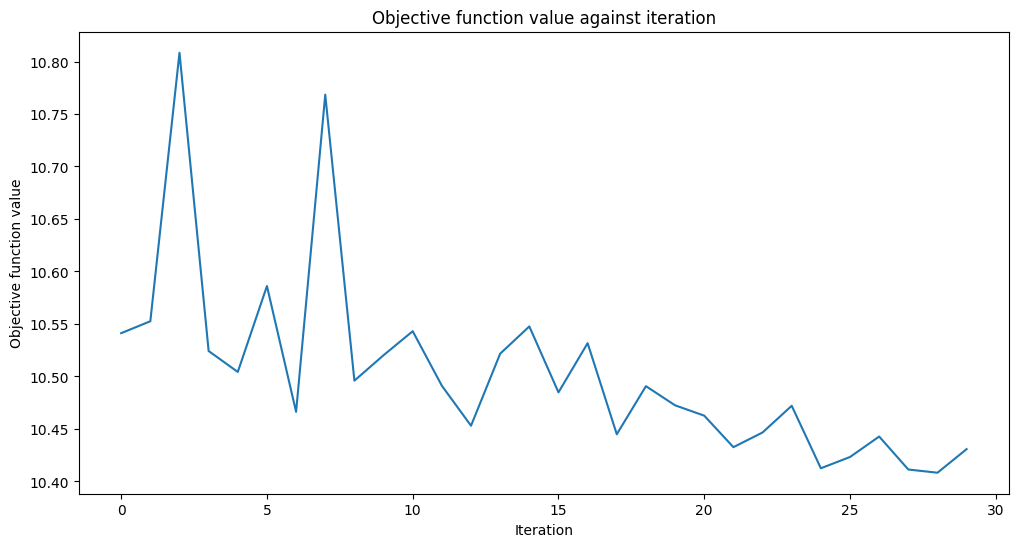 Objective function value against iteration
Objective function value
10.80
10.75
10.70
10.65
10.60
10.55
10.50
10.45
10.40
0 5 10 15 20 25 30
Iteration